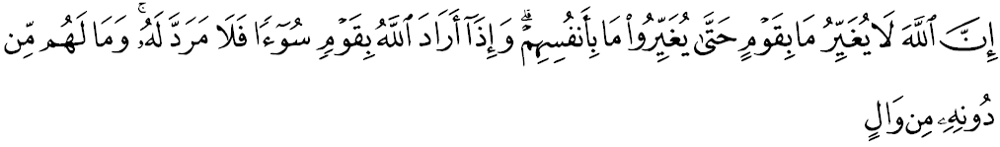 إِنَّ ٱللَّهَ لَا يُغَيِّرُ مَا بِقَوۡمٍ حَتَّىٰ يُغَيِّرُواْ مَا بِأَنفُسِهِمۡۗ وَإِذَآ أَرَادَ ٱللَّهُ بِقَوۡمٖ سُوٓءٗا فَلَا مَرَدَّ لَهُۥۚ وَمَا لَهُم مِّن
دُونِهِۦ مِن وَالٍ